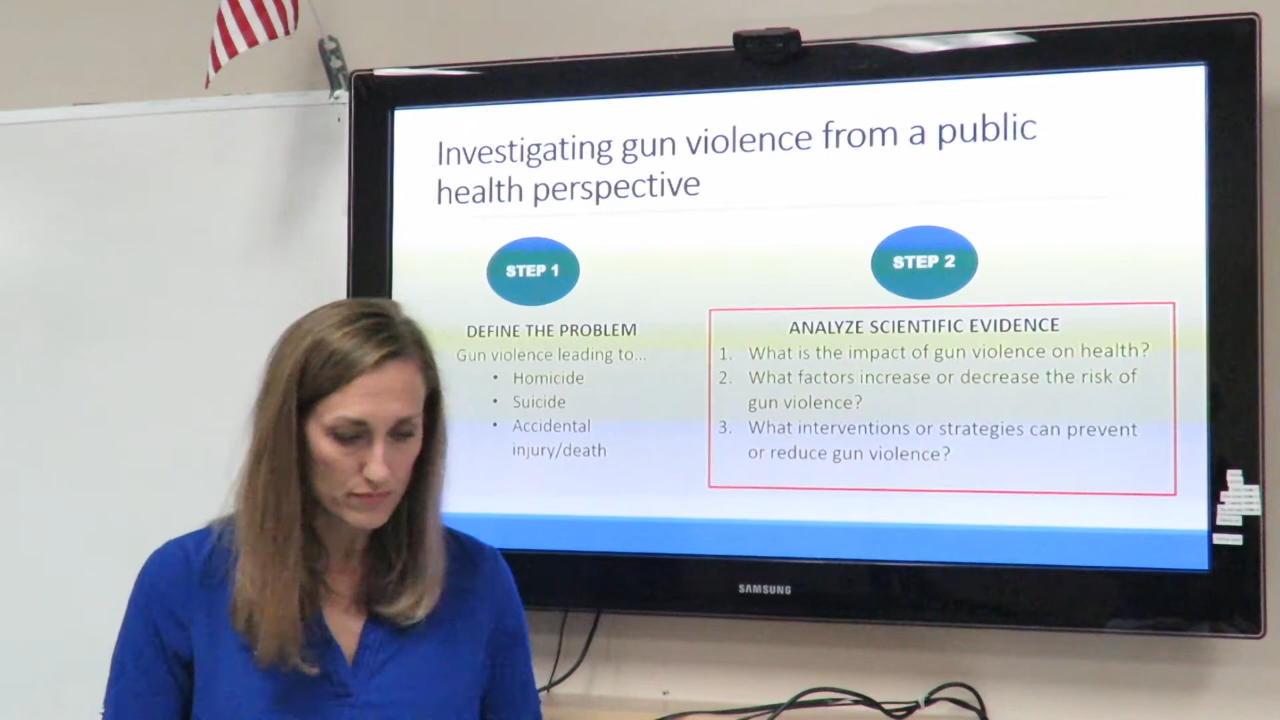 Investigating gun violence from a public
health perspective
STEP 1
DEFINE THE PROBLEM
Gun violence leading to...
• Homicide
• Suicide
• Accidental
injury/death
STEP 2
ANALYZE SCIENTIFIC EVIDENCE
1. What is the impact of gun violence on health?
2. What factors increase or decrease the risk of
gun violence?
3. What interventions or strategies can prevent
or reduce gun violence?
SAMSUNG